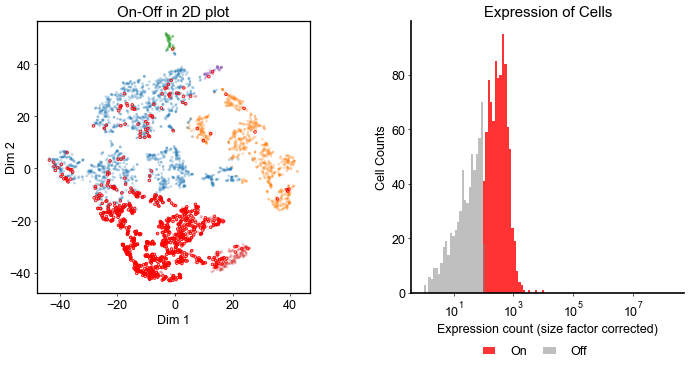 On-Off in 2D plot
Dim 2
40
20
0
−20
−40
−40 −20 0 20 40
Dim 1
Expression of Cells
Cell Counts
80
60
40
20
0
10^1 10^3 10^5 10^7
Expression count (size factor corrected)
On Off